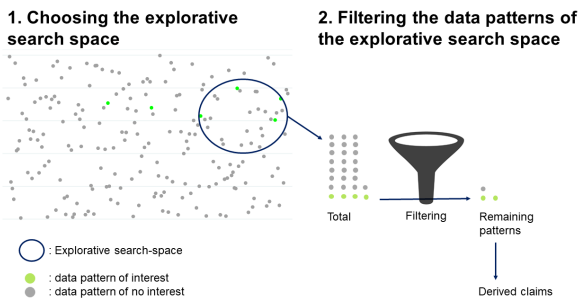 1. Choosing the explorative
search space
2. Filtering the data patterns of
the explorative search space
Total
Filtering
Remaining
patterns
Derived claims
: Explorative search-space
: data pattern of interest
: data pattern of no interest